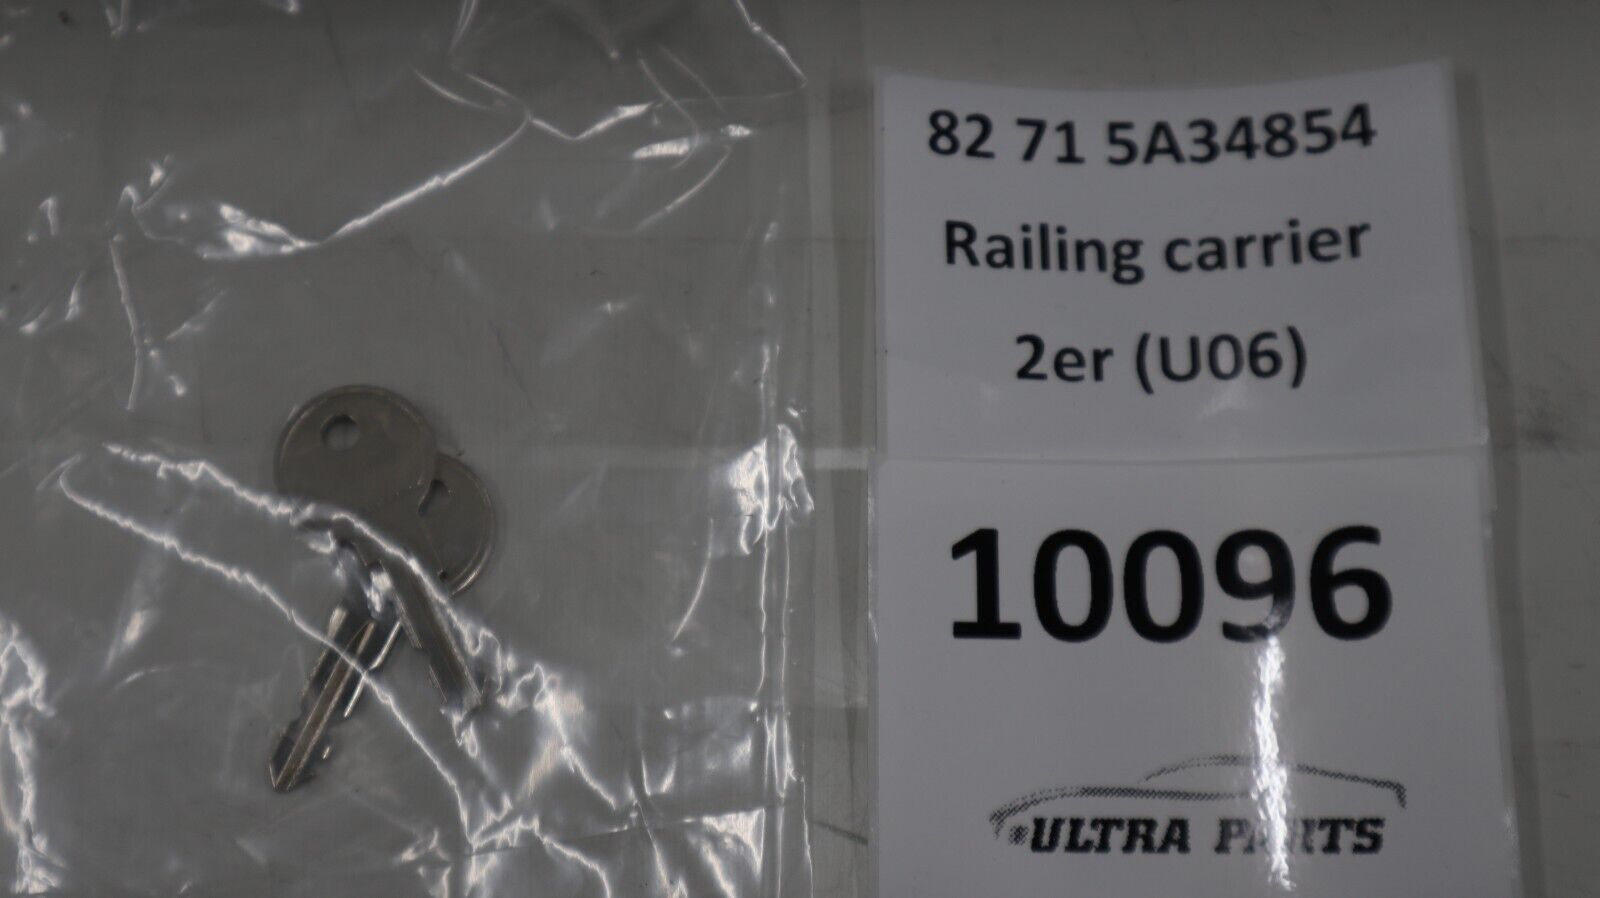 82 71 5A34854
Railing carrier
2er (U06)
10096
ULTRA PARTS